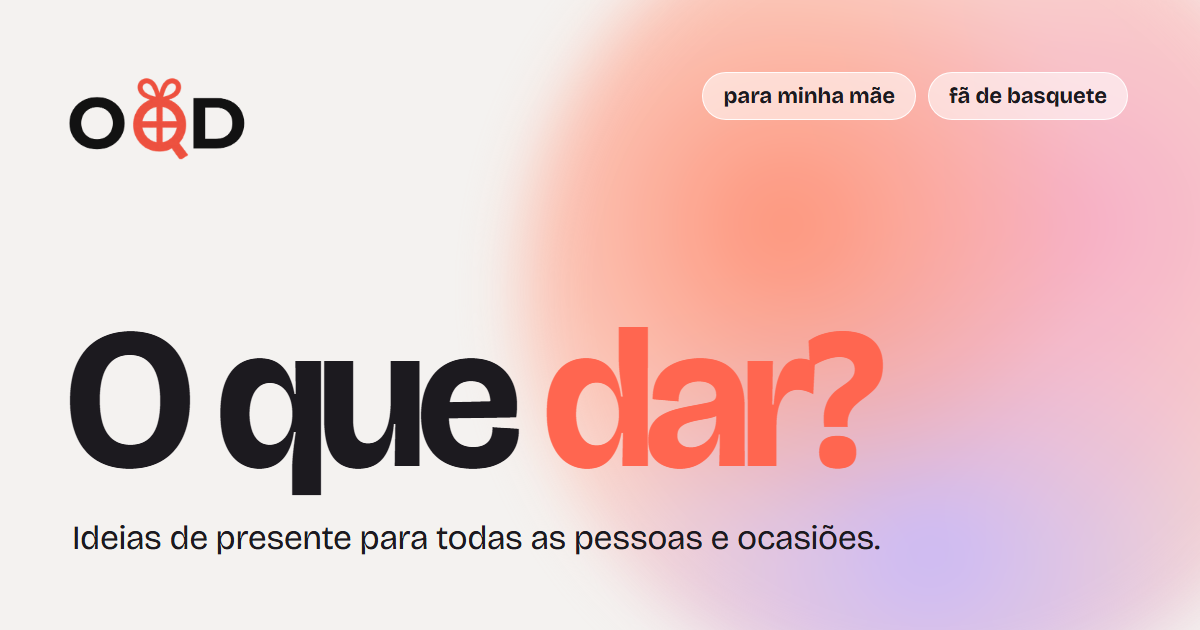 OQD
para minha mãe
fã de basquete
O que dar?
Ideias de presente para todas as pessoas e ocasiões.